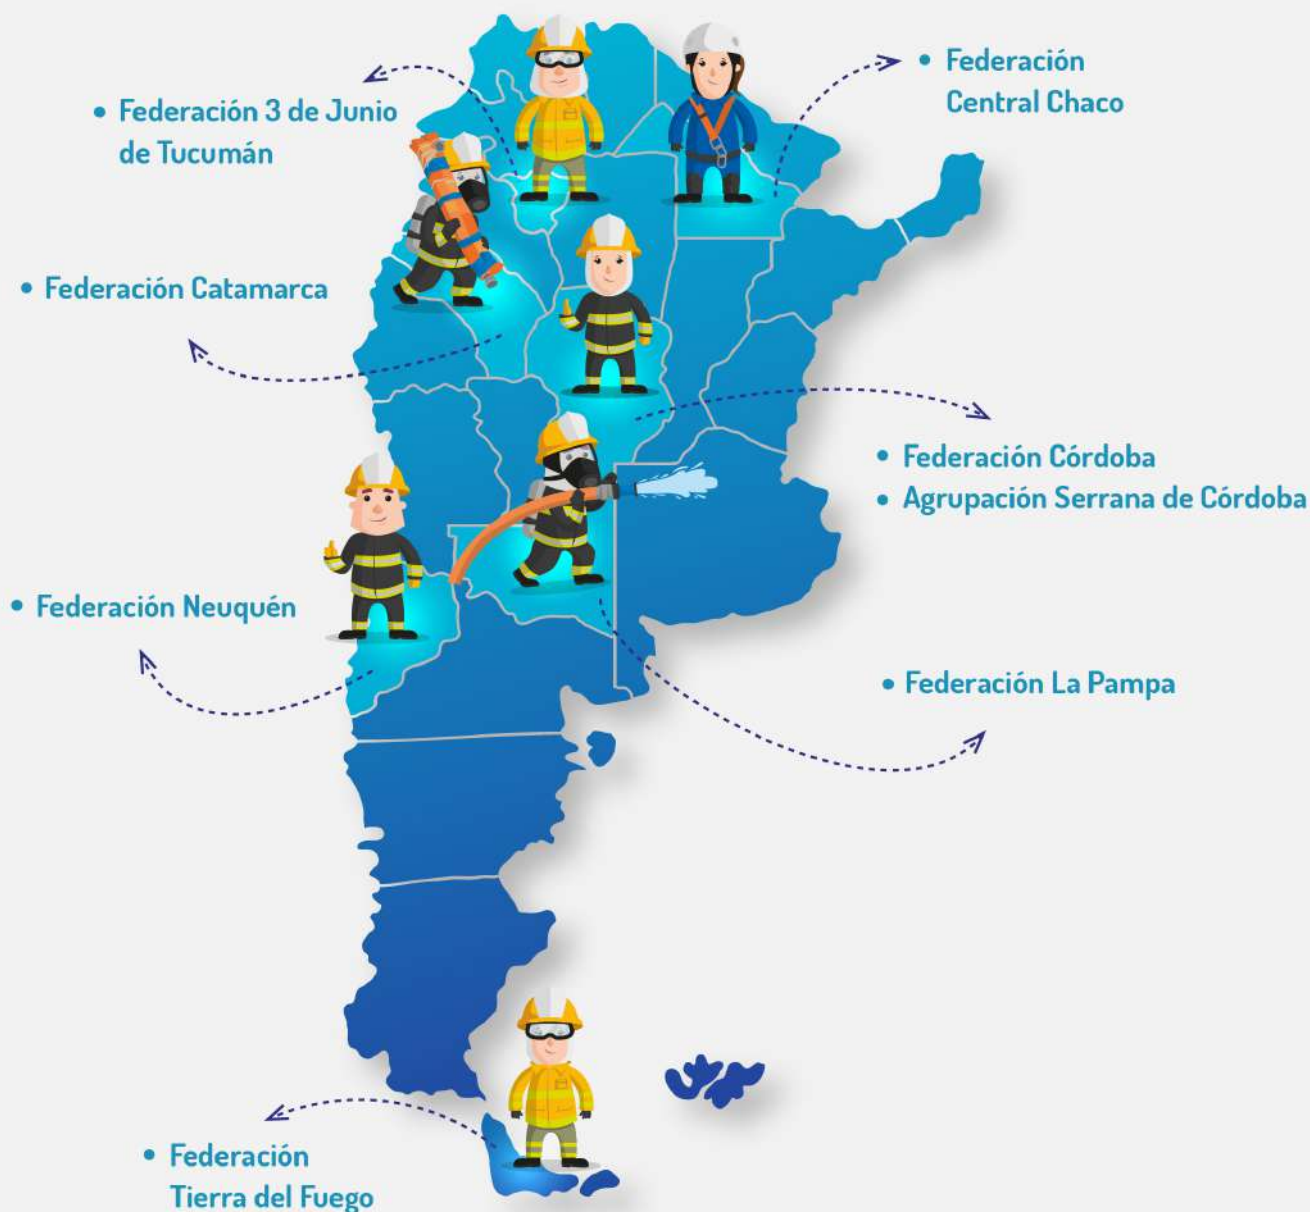 • Federación
Central Chaco
• Federación 3 de Junio
de Tucumán
• Federación Catamarca
• Federación Córdoba
• Agrupación Serrana de Córdoba
• Federación Neuquén
• Federación La Pampa
• Federación
Tierra del Fuego